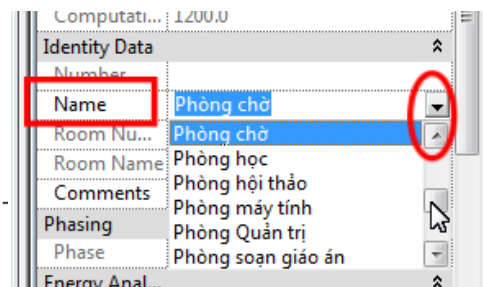 Computati... 1200.0
Identity Data
Number
Name Phòng chờ
Room Nu... Phòng chờ
Room Name Phòng học
Phòng hội thảo
Comments Phòng máy tính
Phasing Phòng Quản trị
Phase Phòng soạn giáo án
Energy Anal...